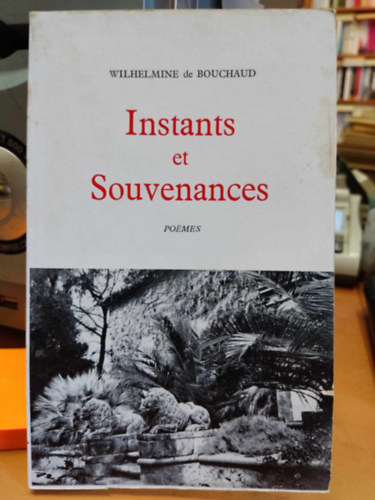 WILHELMINE de BOUCHAUD
Instants
et
Souvenances
POÈMES